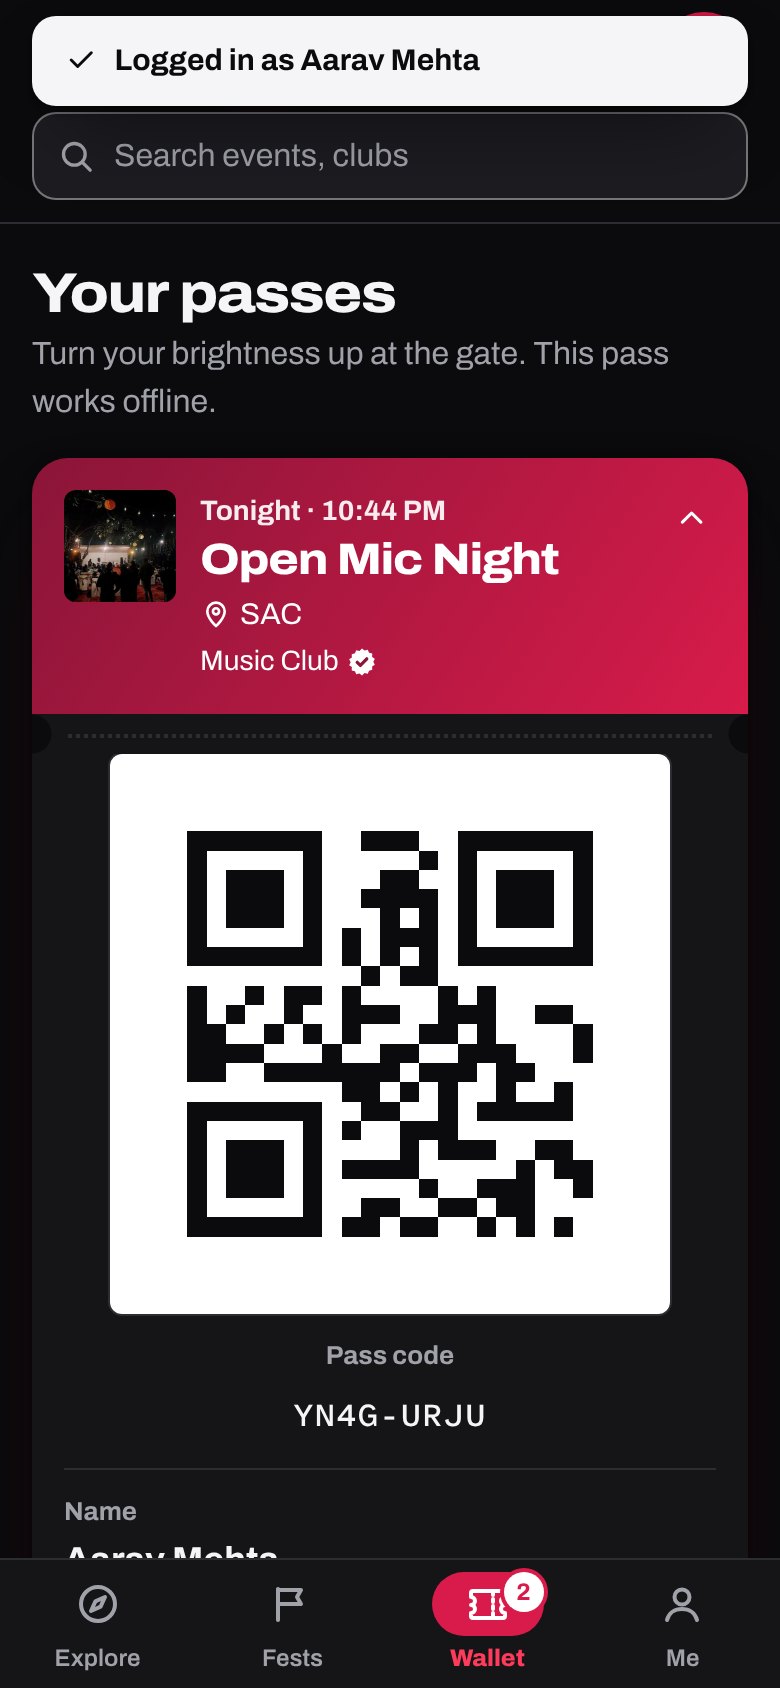 Logged in as Aarav Mehta
Search events, clubs
Your passes
Turn your brightness up at the gate. This pass
works offline.
Tonight · 10:44 PM
Open Mic Night
SAC
Music Club
Pass code
YN4G-URJU
Name
Aarav Mehta
2
Explore
Fests
Wallet
Me